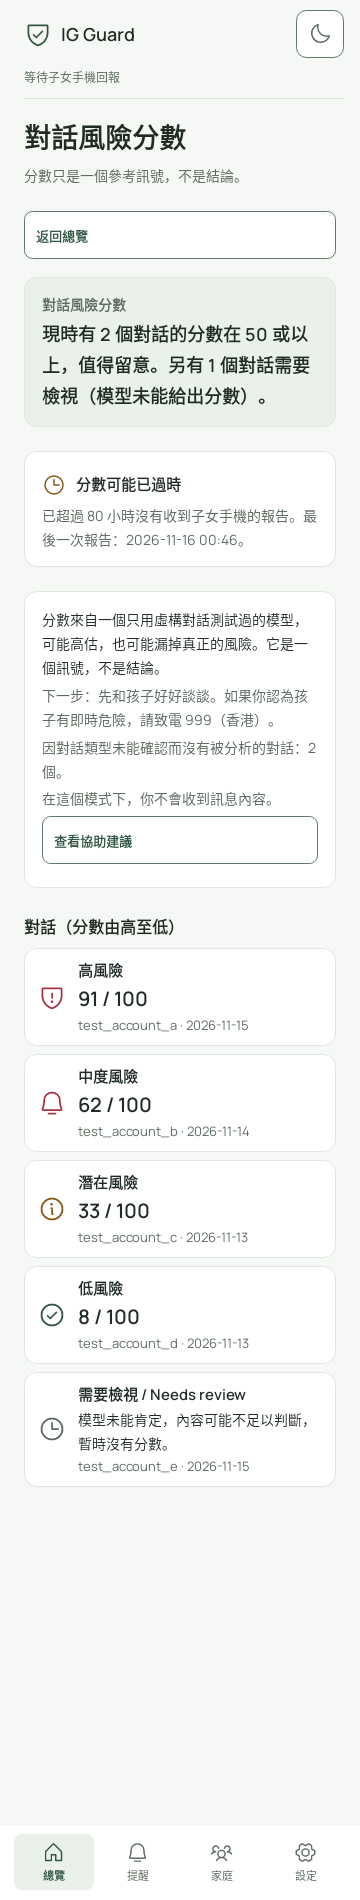 IG Guard
等待子女手機回報
對話風險分數
分數只是一個參考訊號，不是結論。
返回總覽
對話風險分數
現時有 2 個對話的分數在 50 或以
上，值得留意。另有 1 個對話需要
檢視（模型未能給出分數）。
分數可能已過時
已超過 80 小時沒有收到子女手機的報告。最
後一次報告：2026-11-16 00:46。
分數來自一個只用虛構對話測試過的模型，
可能高估，也可能漏掉真正的風險。它是一
個訊號，不是結論。
下一步：先和孩子好好談談。如果你認為孩
子有即時危險，請致電 999（香港）。
因對話類型未能確認而沒有被分析的對話：2
個。
在這個模式下，你不會收到訊息內容。
查看協助建議
對話（分數由高至低）
高風險
91 / 100
test_account_a · 2026-11-15
中度風險
62 / 100
test_account_b · 2026-11-14
潛在風險
33 / 100
test_account_c · 2026-11-13
低風險
8 / 100
test_account_d · 2026-11-13
需要檢視 / Needs review
模型未能肯定，內容可能不足以判斷，
暫時沒有分數。
test_account_e · 2026-11-15
總覽
提醒
家庭
設定